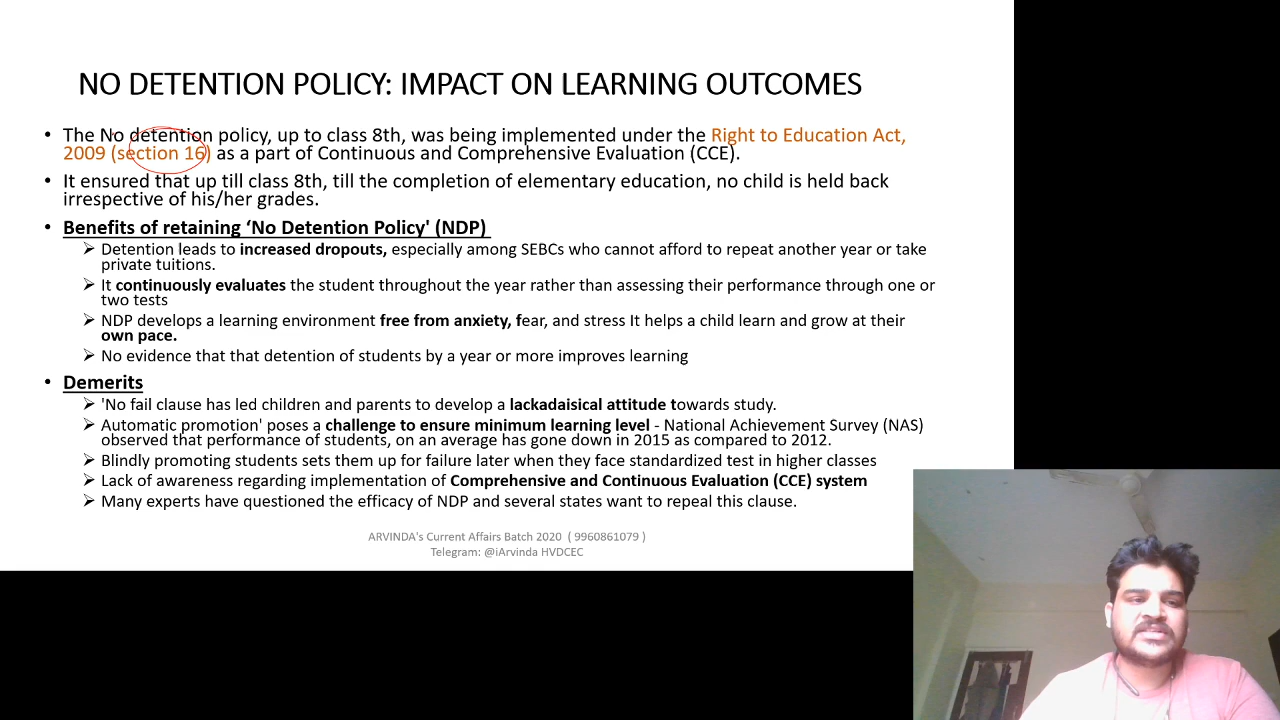 NO DETENTION POLICY: IMPACT ON LEARNING OUTCOMES
• The No detention policy, up to class 8th, was being implemented under the Right to Education Act,
2009 (section 16) as a part of Continuous and Comprehensive Evaluation (CCE).
• It ensured that up till class 8th, till the completion of elementary education, no child is held back
irrespective of his/her grades.
• Benefits of retaining ‘No Detention Policy' (NDP)
➢ Detention leads to increased dropouts, especially among SEBCs who cannot afford to repeat another year or take
private tuitions.
➢ It continuously evaluates the student throughout the year rather than assessing their performance through one or
two tests
➢ NDP develops a learning environment free from anxiety, fear, and stress It helps a child learn and grow at their
own pace.
➢ No evidence that that detention of students by a year or more improves learning
• Demerits
➢ 'No fail clause has led children and parents to develop a lackadaisical attitude towards study.
➢ Automatic promotion' poses a challenge to ensure minimum learning level - National Achievement Survey (NAS)
observed that performance of students, on an average has gone down in 2015 as compared to 2012.
➢ Blindly promoting students sets them up for failure later when they face standardized test in higher classes
➢ Lack of awareness regarding implementation of Comprehensive and Continuous Evaluation (CCE) system
➢ Many experts have questioned the efficacy of NDP and several states want to repeal this clause.
ARVINDA's Current Affairs Batch 2020 ( 9960861079 )
Telegram: @iArvinda HVDCEC